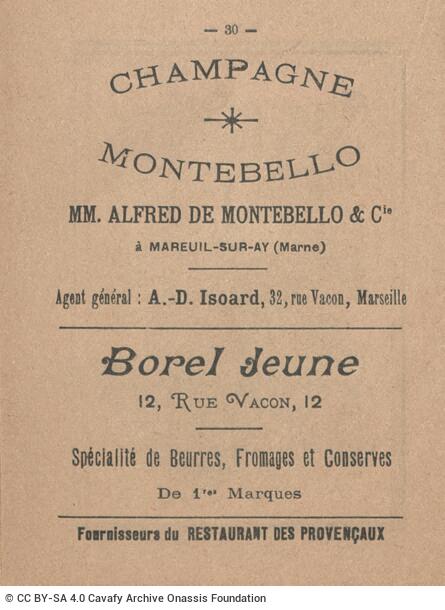 — 30 —
CHAMPAGNE
MONTEBELLO
MM. ALFRED DE MONTEBELLO & Cie
à MAREUIL-SUR-AY (Marne)
Agent général : A.-D. Isoard, 32, rue Vacon, Marseille
Borel Jeune
12, RUE VACON, 12
Spécialité de Beurres, Fromages et Conserves
De 1res Marques
Fournisseurs du RESTAURANT DES PROVENÇAUX
© CC BY-SA 4.0 Cavafy Archive Onassis Foundation